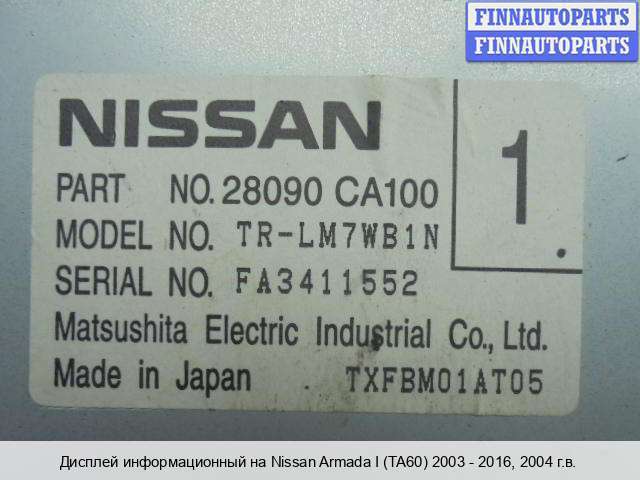 FINNAUTOPARTS
FINNAUTOPARTS
NISSAN
1.
PART NO. 28090 CA100
MODEL NO. TR-LM7WB1N
SERIAL NO. FA3411552
Matsushita Electric Industrial Co., Ltd.
Made in Japan TXFBM01AT05
Дисплей информационный на Nissan Armada I (TA60) 2003 - 2016, 2004 г.в.